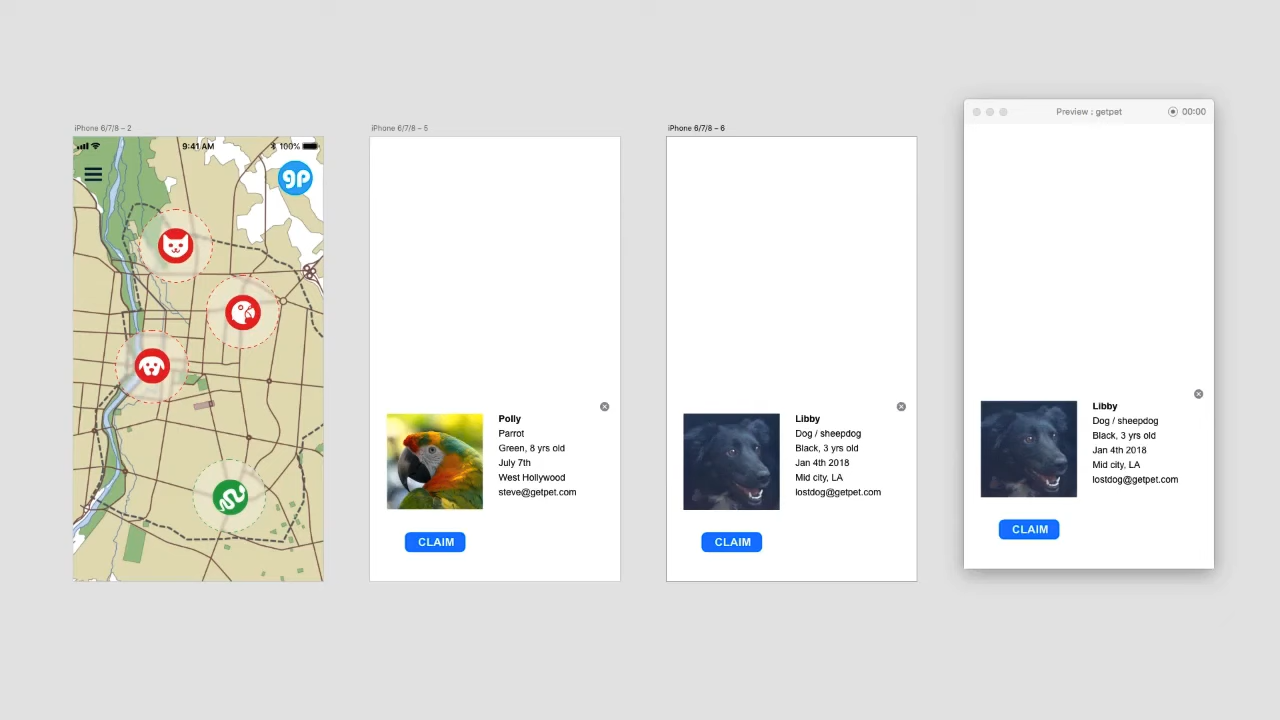 iPhone 6/7/8 – 2
9:41 AM
100%
gp
iPhone 6/7/8 – 5
Polly
Parrot
Green, 8 yrs old
July 7th
West Hollywood
steve@getpet.com
CLAIM
iPhone 6/7/8 – 6
Libby
Dog / sheepdog
Black, 3 yrs old
Jan 4th 2018
Mid city, LA
lostdog@getpet.com
CLAIM
Preview : getpet
00:00
Libby
Dog / sheepdog
Black, 3 yrs old
Jan 4th 2018
Mid city, LA
lostdog@getpet.com
CLAIM